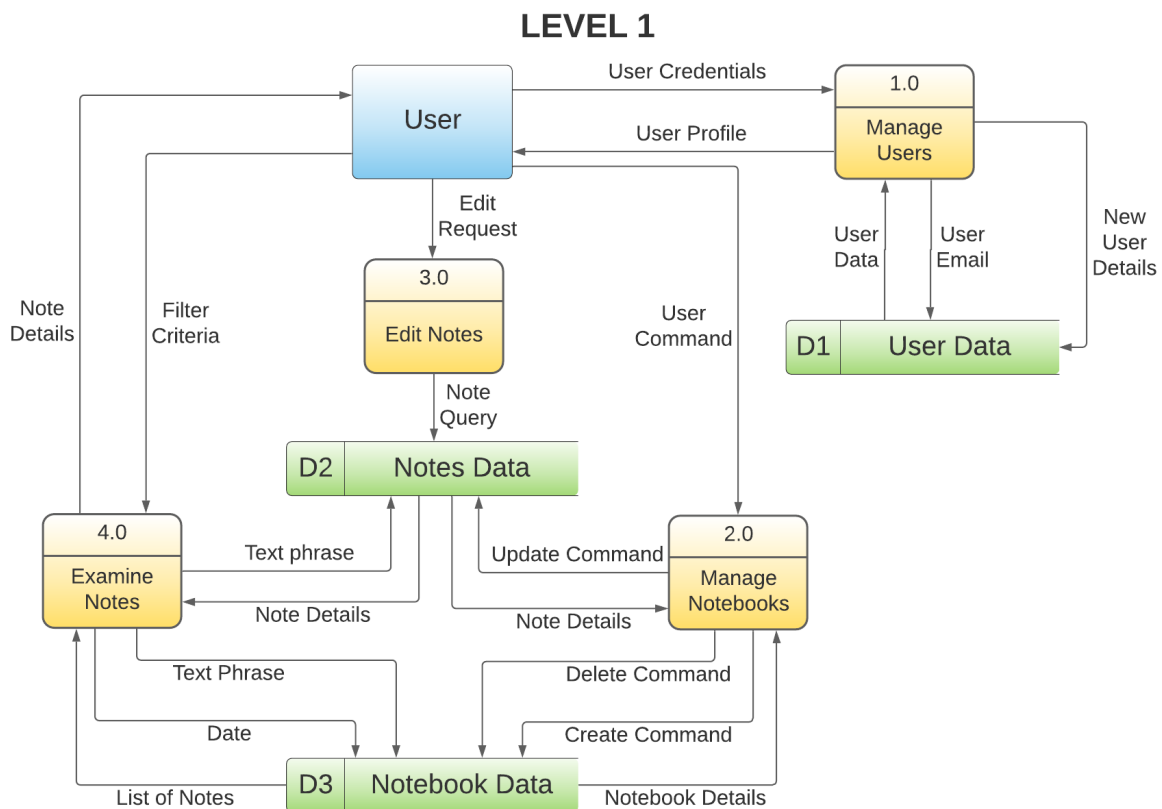 LEVEL 1
User
User Credentials
User Profile
1.0
Manage
Users
Edit
Request
User
Data
User
Email
New
User
Details
Note
Details
Filter
Criteria
3.0
Edit Notes
User
Command
D1
User Data
Note
Query
D2
Notes Data
4.0
Examine
Notes
Text phrase
Note Details
Update Command
Note Details
2.0
Manage
Notebooks
Text Phrase
Date
Delete Command
Create Command
D3
Notebook Data
List of Notes
Notebook Details